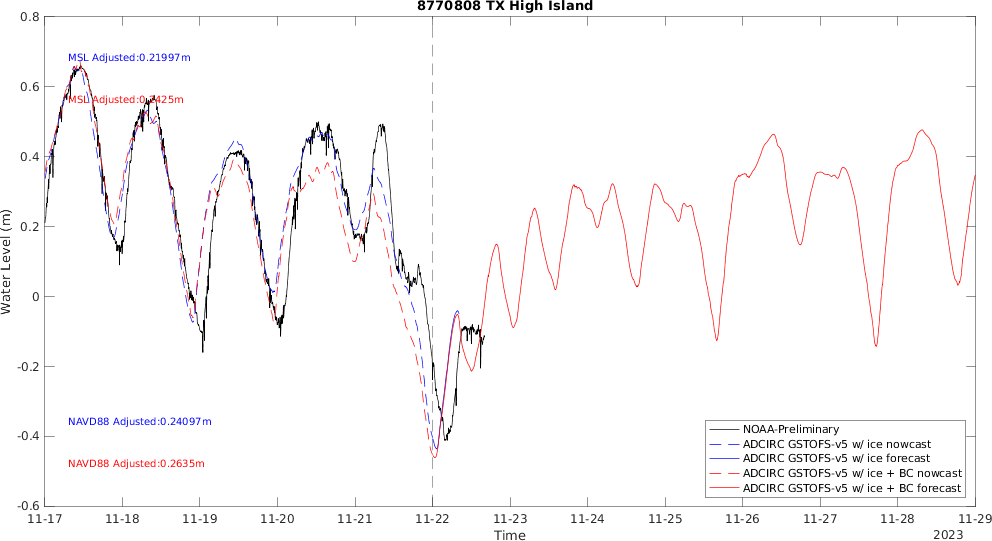 8770808 TX High Island
0.8
0.6
0.4
0.2
0
-0.2
-0.4
-0.6
Water Level (m)
MSL Adjusted:0.21997m
MSL Adjusted:
NAVD88 Adjusted:0.24097m
NAVD88 Adjusted:0.2635m
NOAA-Preliminary
ADCIRC GSTOFS-v5 w/ ice nowcast
ADCIRC GSTOFS-v5 w/ ice forecast
ADCIRC GSTOFS-v5 w/ ice + BC nowcast
ADCIRC GSTOFS-v5 w/ ice + BC forecast
11-17 11-18 11-19 11-20 11-21 11-22 11-23 11-24 11-25 11-26 11-27 11-28 11-29
Time
2023